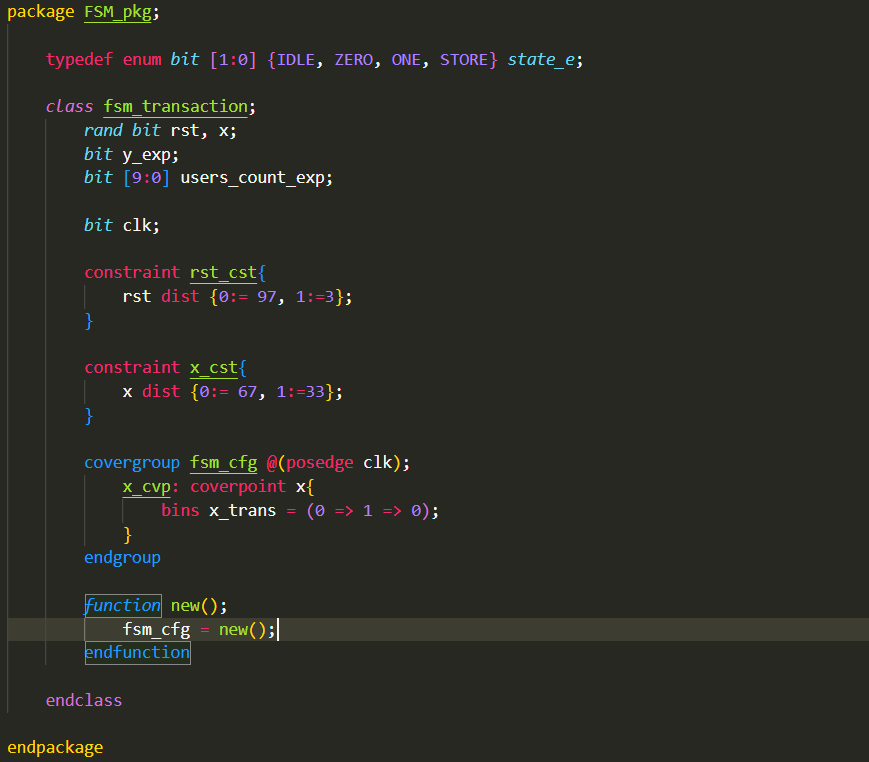 package FSM_pkg;
typedef enum bit [1:0] {IDLE, ZERO, ONE, STORE} state_e;
class fsm_transaction;
rand bit rst, x;
bit y_exp;
bit [9:0] users_count_exp;
bit clk;
constraint rst_cst{
rst dist {0:= 97, 1:=3};
}
constraint x_cst{
x dist {0:= 67, 1:=33};
}
covergroup fsm_cfg @(posedge clk);
x_cvp: coverpoint x{
bins x_trans = (0 => 1 => 0);
}
endgroup
function new();
fsm_cfg = new();
endfunction
endclass
endpackage